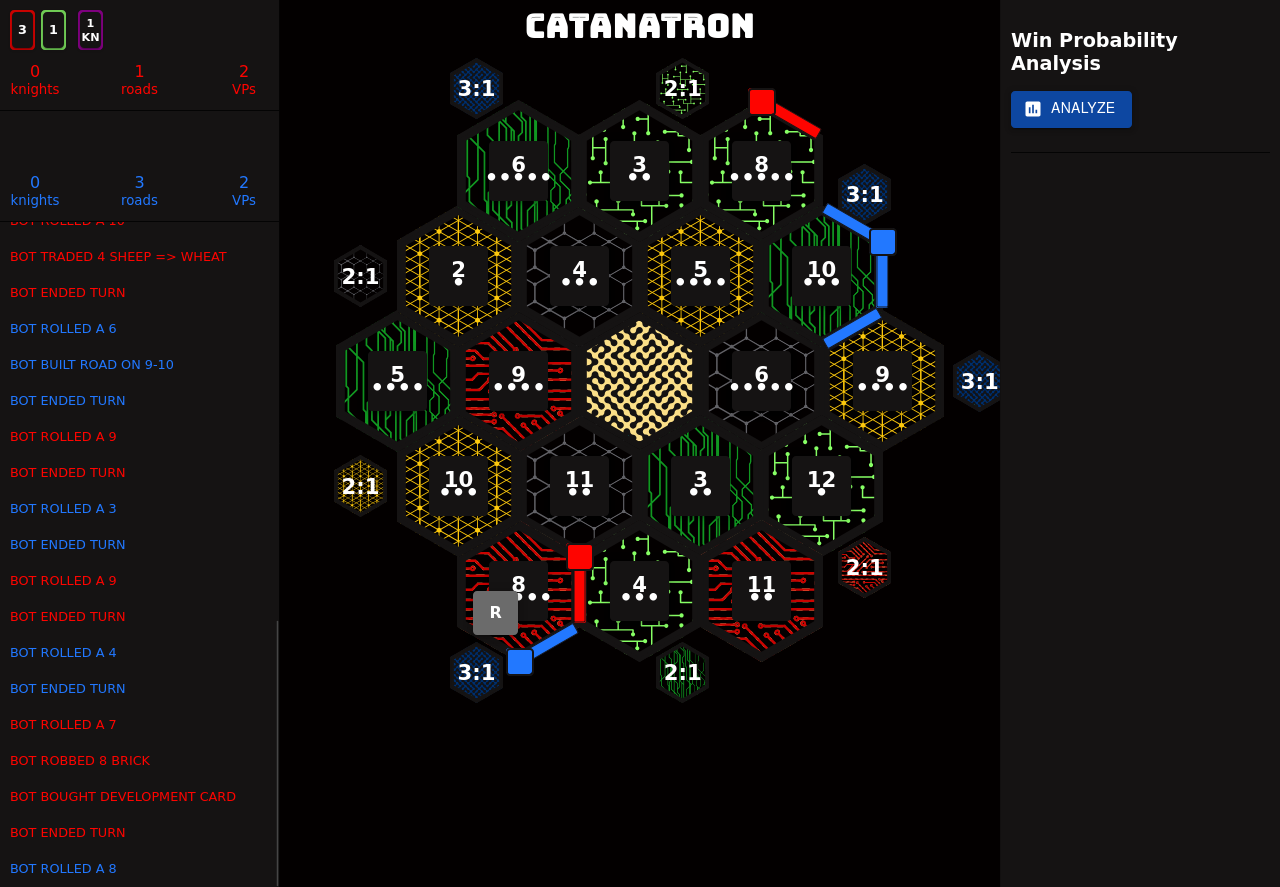 3
1
1
KN
0
knights
1
roads
2
VPs
0
knights
3
roads
2
VPs
BOT ROLLED A 10
BOT TRADED 4 SHEEP => WHEAT
BOT ENDED TURN
BOT ROLLED A 6
BOT BUILT ROAD ON 9-10
BOT ENDED TURN
BOT ROLLED A 9
BOT ENDED TURN
BOT ROLLED A 3
BOT ENDED TURN
BOT ROLLED A 9
BOT ENDED TURN
BOT ROLLED A 4
BOT ENDED TURN
BOT ROLLED A 7
BOT ROBBED 8 BRICK
BOT BOUGHT DEVELOPMENT CARD
BOT ENDED TURN
BOT ROLLED A 8
CATANATRON
3:1
2:1
6
3
8
3:1
2:1
2
4
5
10
5
9
6
9
3:1
2:1
10
11
3
12
8
4
11
2:1
R
3:1
2:1
Win Probability
Analysis
ANALYZE